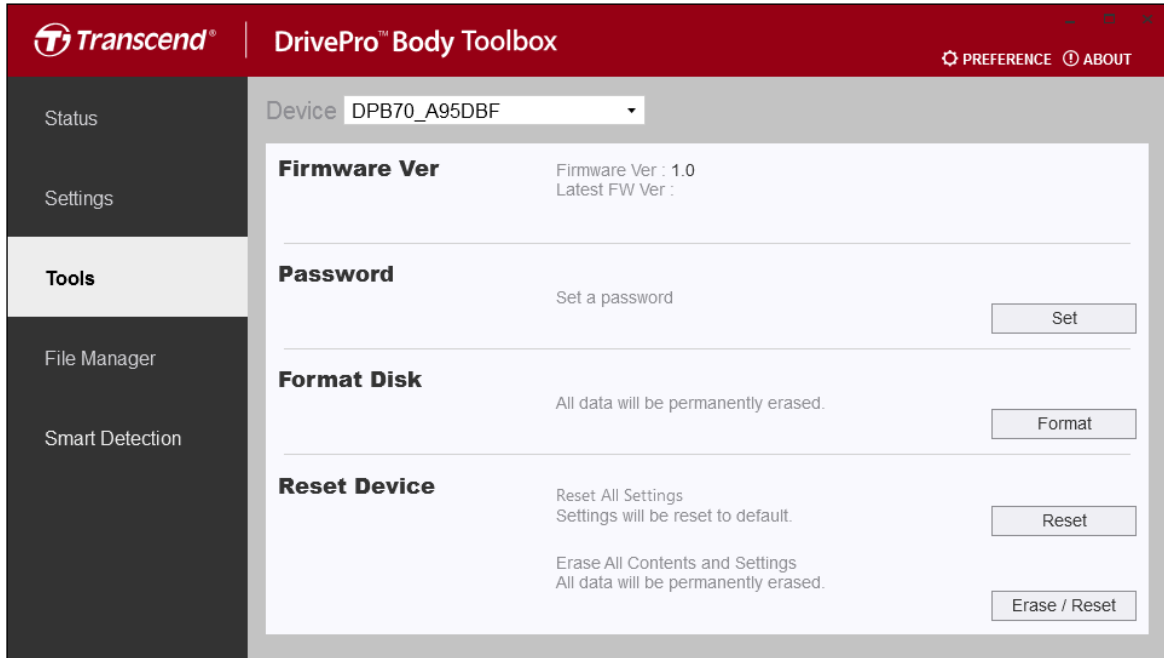 Transcend®
DrivePro™ Body Toolbox
PREFERENCE ABOUT
Status
Settings
Tools
File Manager
Smart Detection
Device DPB70_A95DBF
Firmware Ver
Firmware Ver : 1.0
Latest FW Ver :
Password
Set a password
Set
Format Disk
All data will be permanently erased.
Format
Reset Device
Reset All Settings
Settings will be reset to default.
Reset
Erase All Contents and Settings
All data will be permanently erased.
Erase / Reset